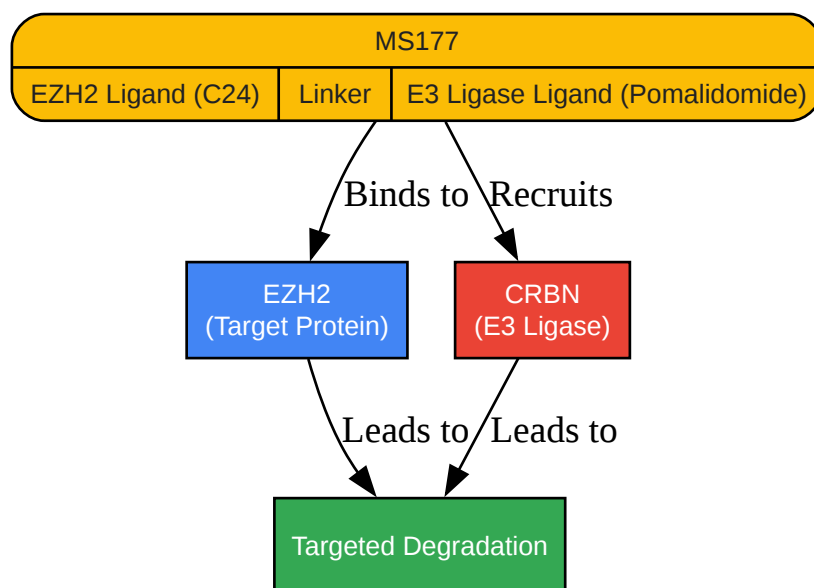 MS177
EZH2 Ligand (C24)
Linker
E3 Ligase Ligand (Pomalidomide)
Binds to
Recruits
EZH2
(Target Protein)
CRBN
(E3 Ligase)
Leads to
Leads to
Targeted Degradation